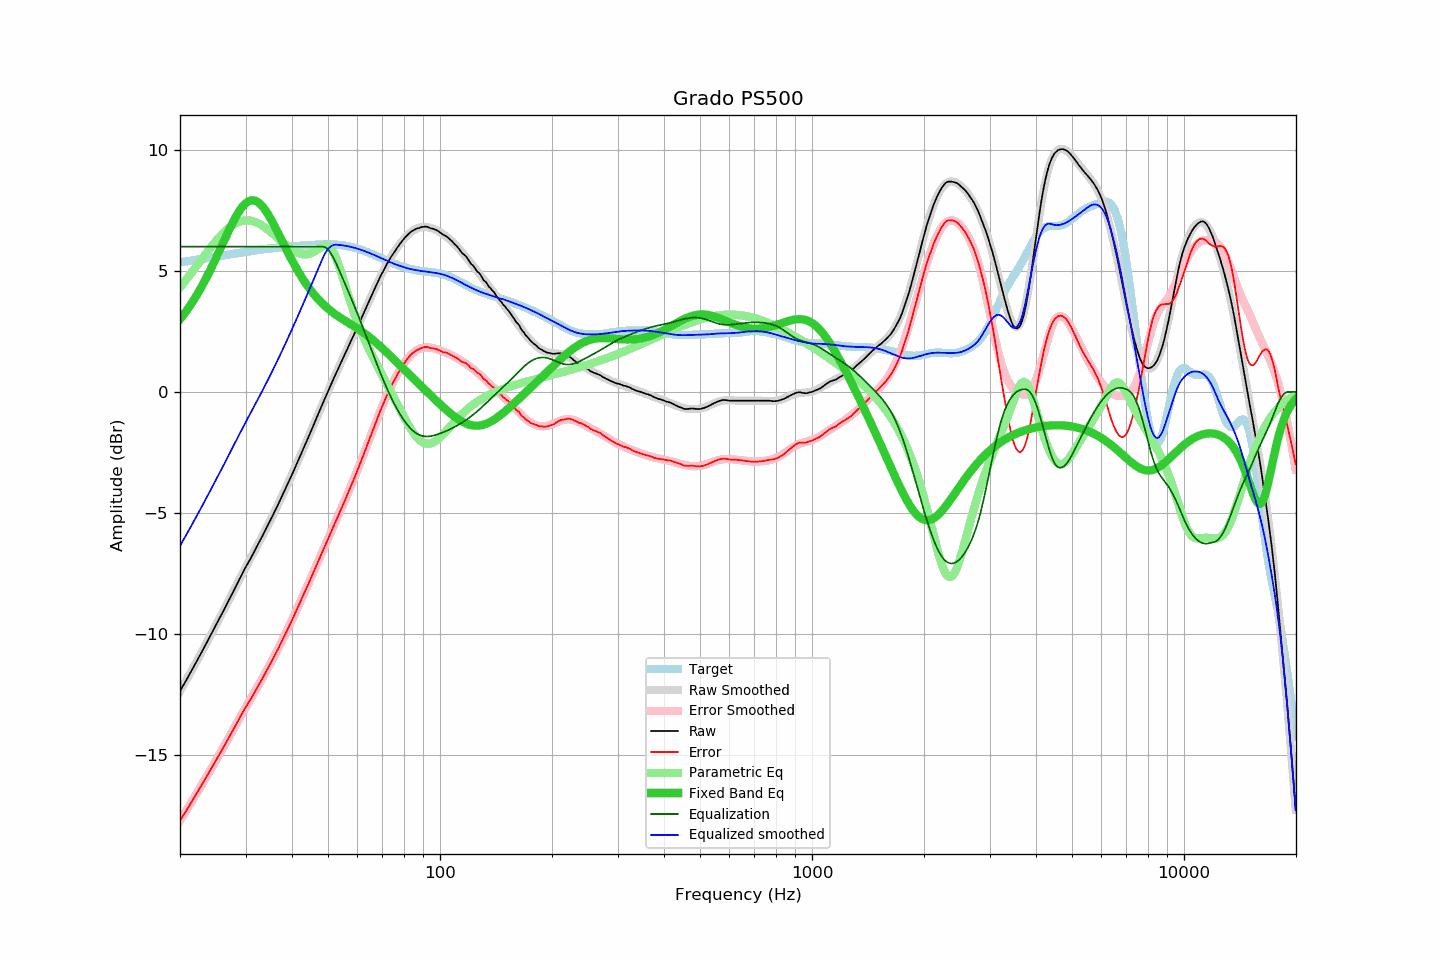 Grado PS500
10
5
0
−5
−10
−15
Amplitude (dBr)
Target
Raw Smoothed
Error Smoothed
Raw
Error
Parametric Eq
Fixed Band Eq
Equalization
Equalized smoothed
100 1000 10000
Frequency (Hz)